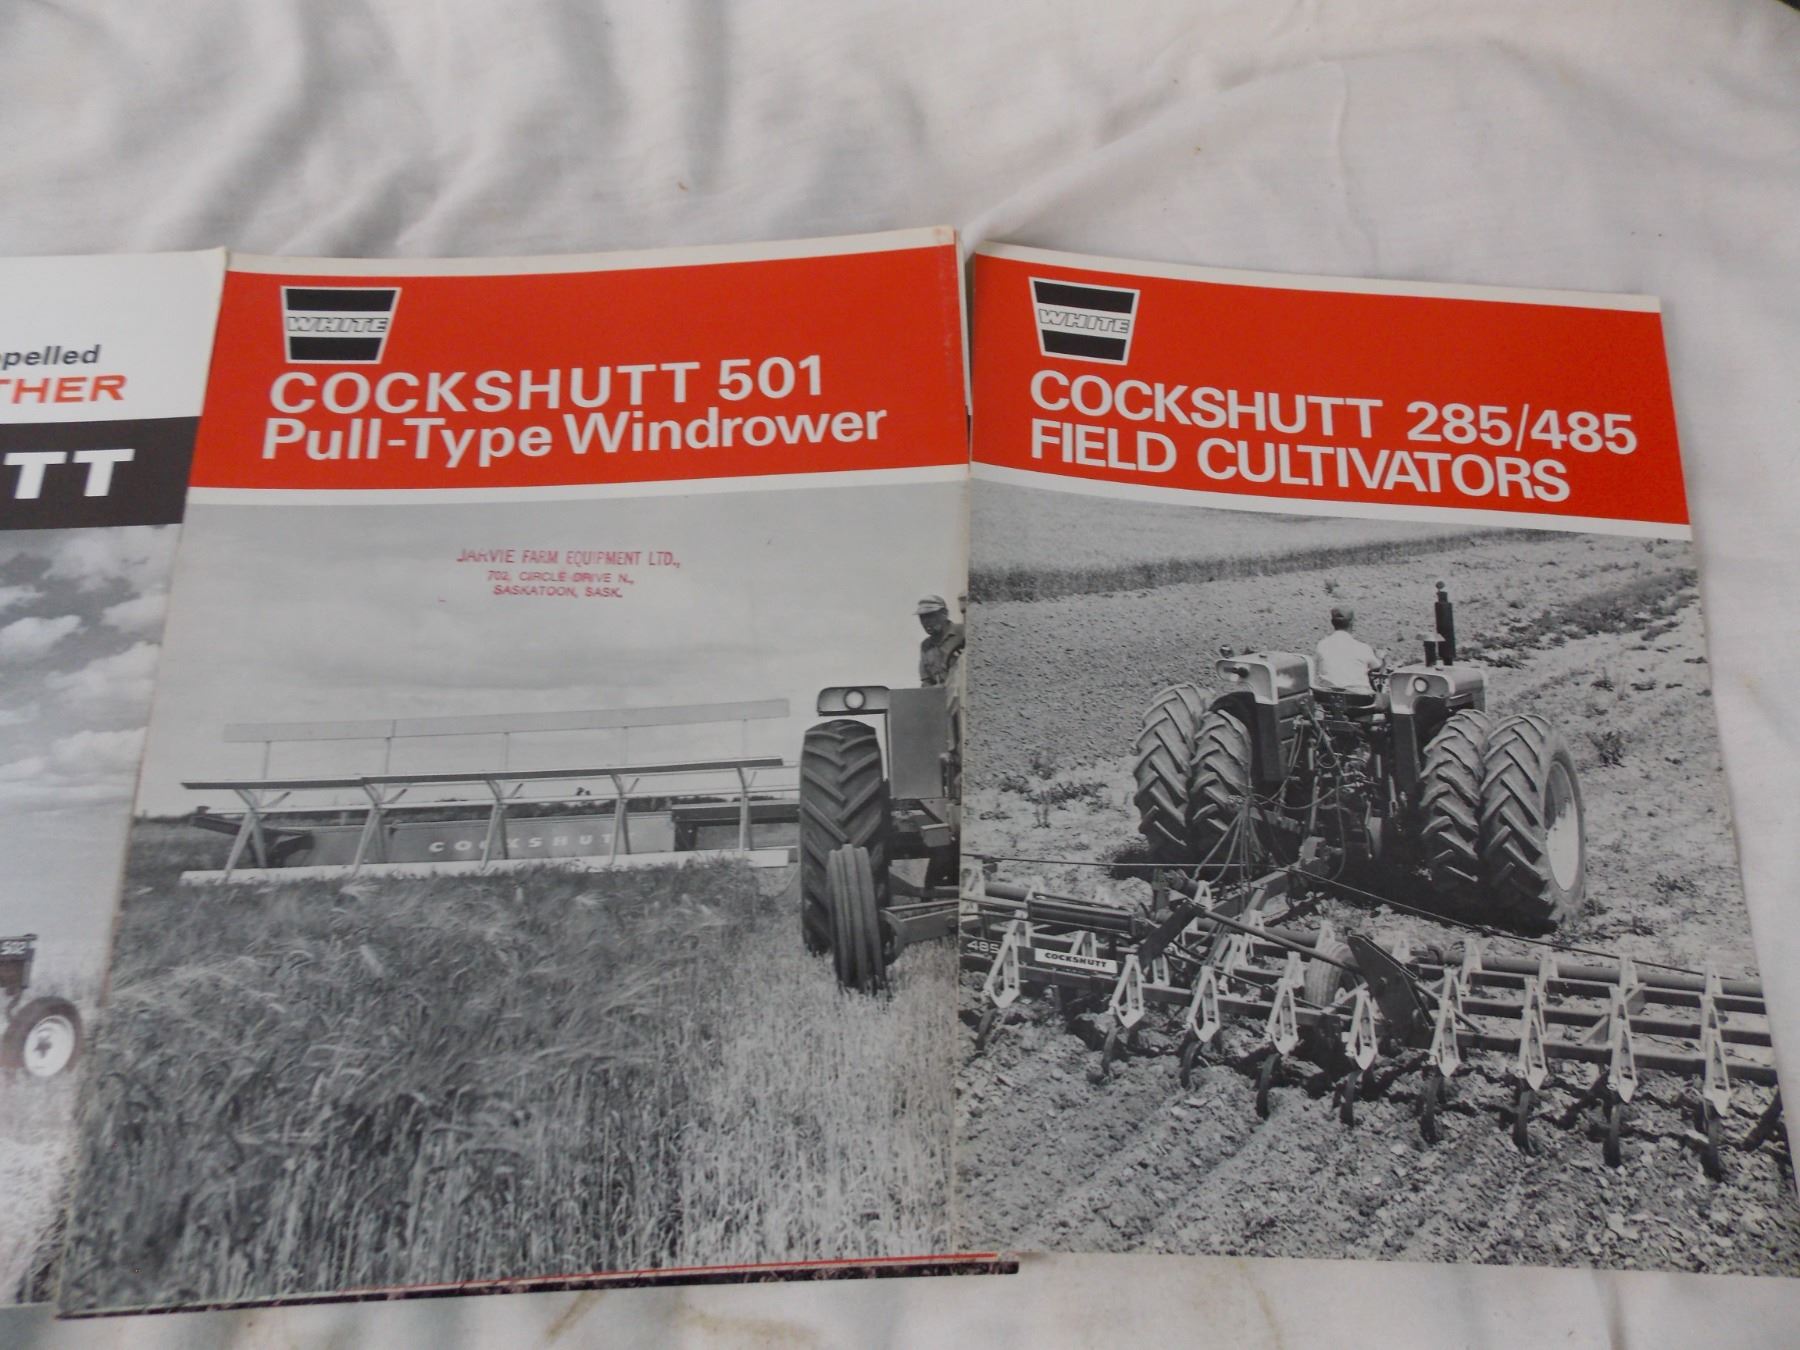 pelled
THER
TT
502
WHITE
COCKSHUTT 501
Pull-Type Windrower
JARVIE FARM EQUIPMENT LTD.,
702, CIRCLE DRIVE N.,
SASKATOON, SASK.
COCKSHUTT
WHITE
COCKSHUTT 285/485
FIELD CULTIVATORS
485
COCKSHUTT